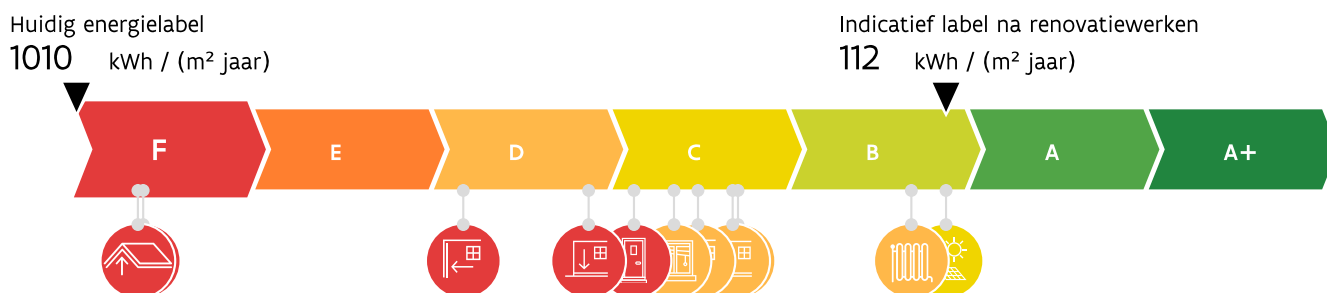 Huidig energielabel
1010 kWh / (m² jaar)
Indicatief label na renovatiewerken
112 kWh / (m² jaar)
F E D C B A A+